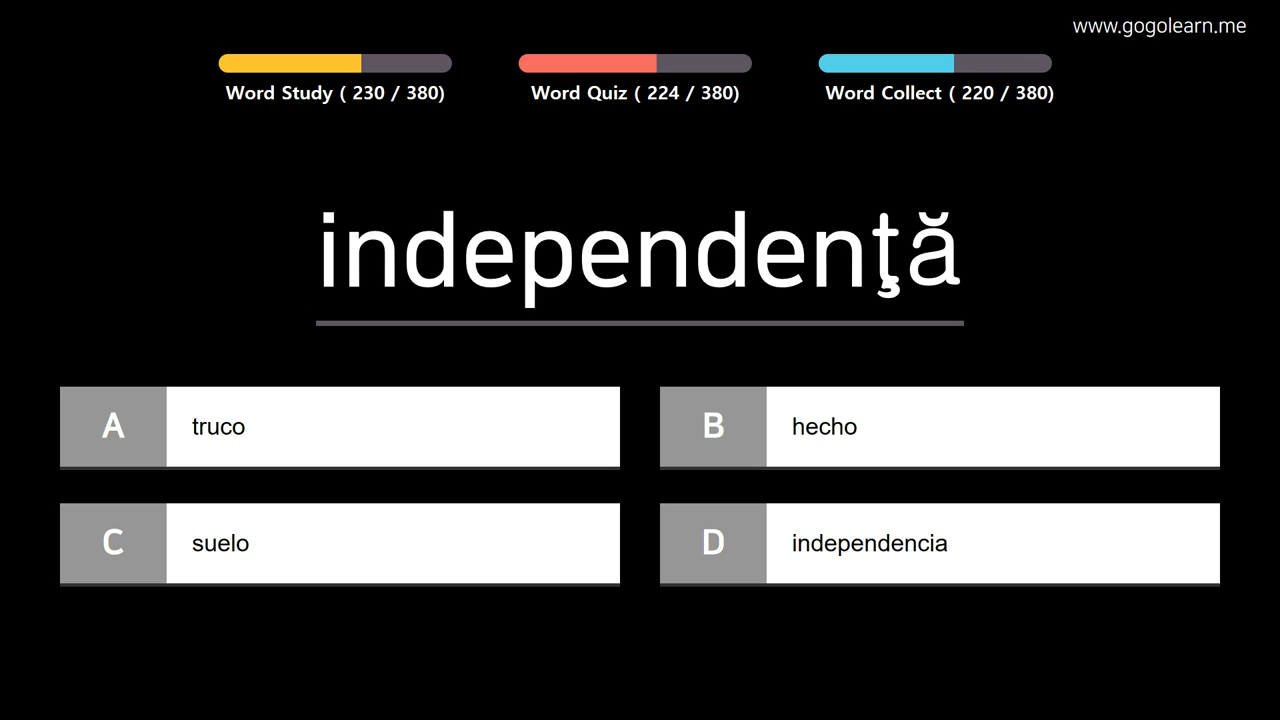 www.gogolearn.me
Word Study ( 230 / 380)
Word Quiz ( 224 / 380)
Word Collect ( 220 / 380)
independenţă
A truco
B hecho
C suelo
D independencia